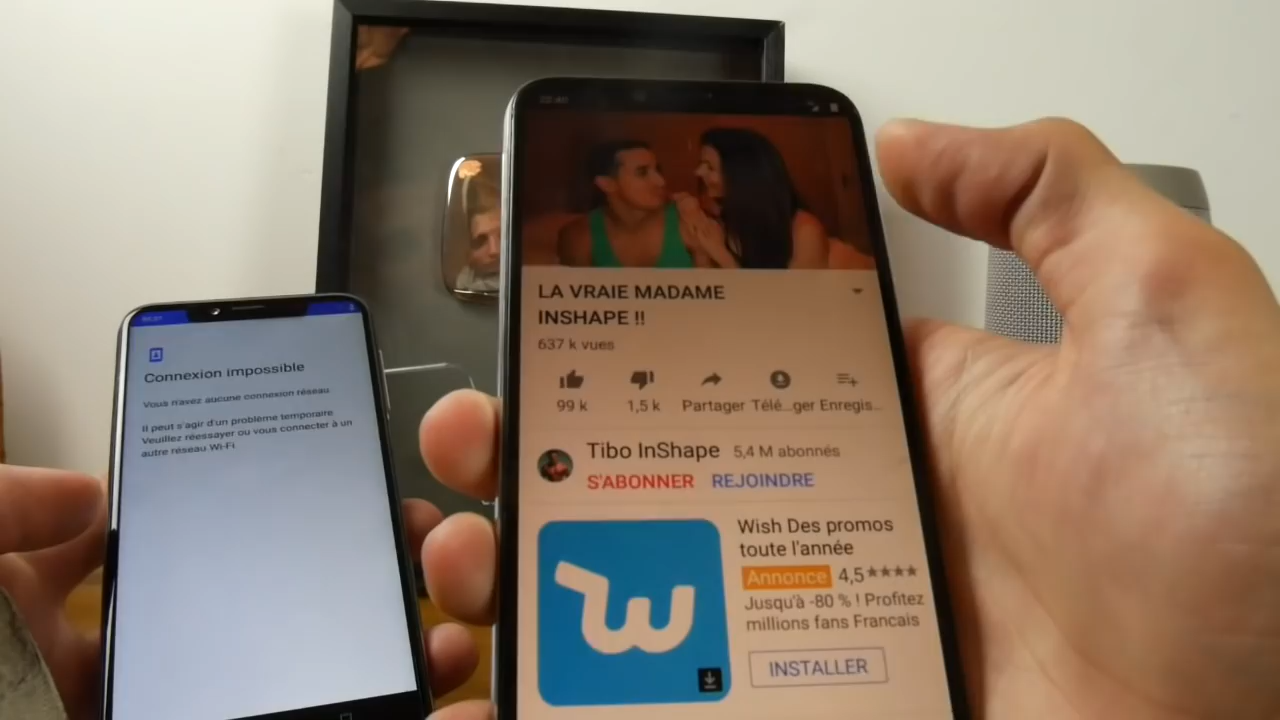 Connexion impossible
Vous n'avez aucune connexion réseau
Il peut s'agir d'un problème temporaire
Veuillez réessayer ou vous connecter à un
autre réseau Wi-Fi
LA VRAIE MADAME
INSHAPE !!
637 k vues
99 k
1,5 k
Partager
Télé...ger
Enregis...
Tibo InShape 5,4 M abonnés
S'ABONNER REJOINDRE
Wish Des promos
toute l'année
Annonce 4,5★★★★
Jusqu'à -80 % ! Profitez
millions fans Francais
INSTALLER